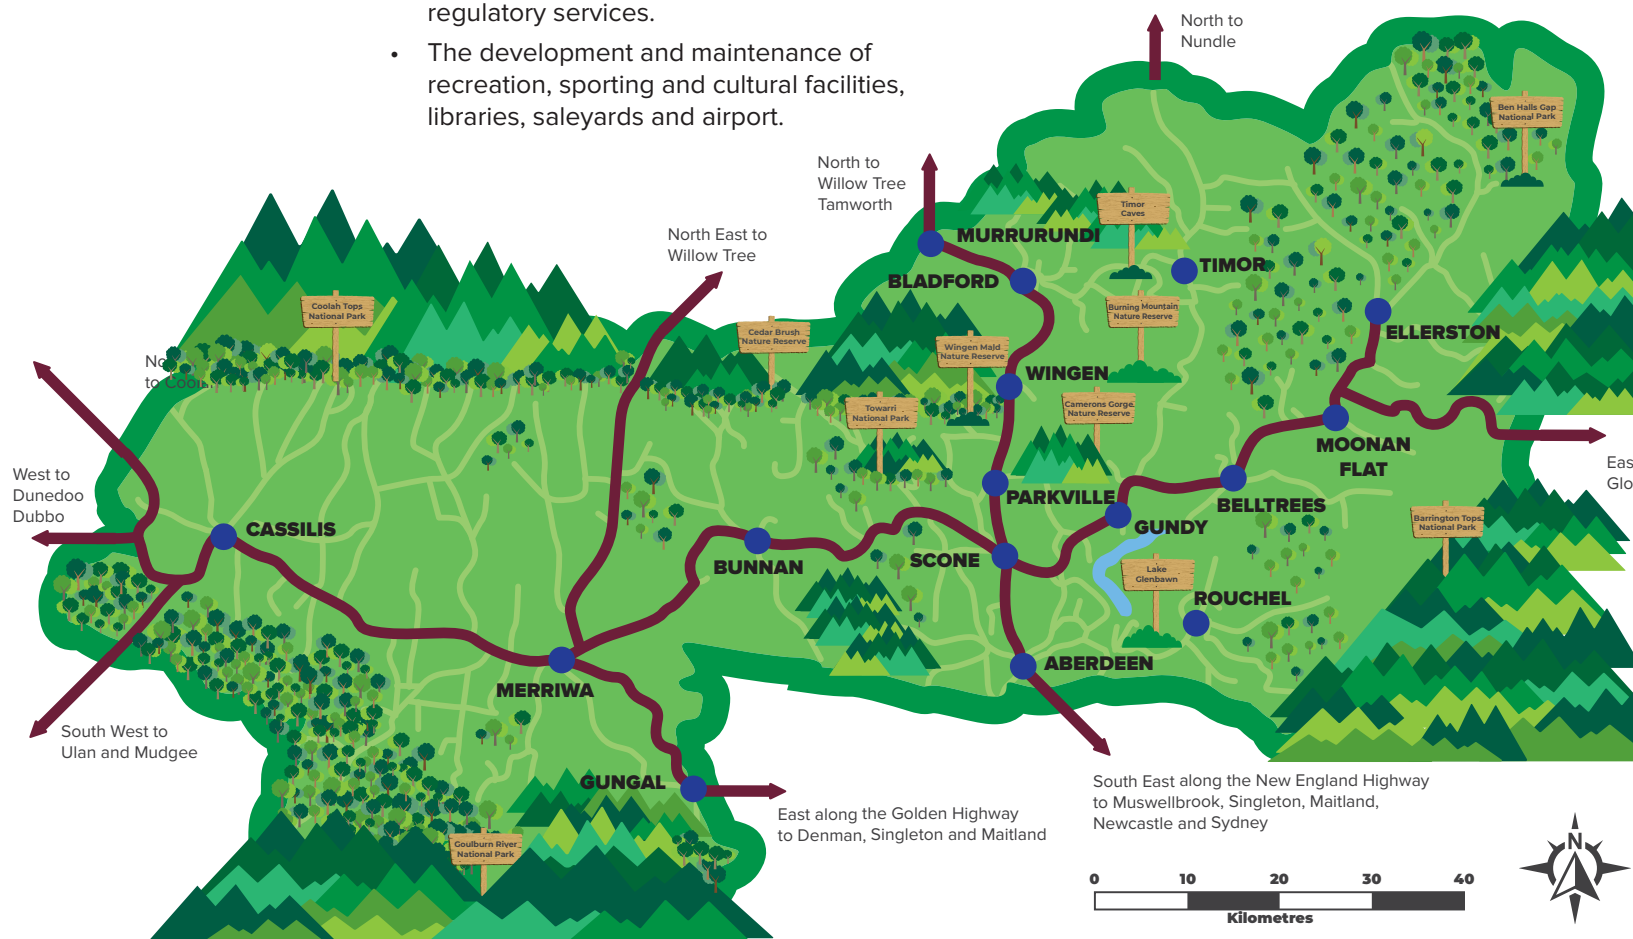 regulatory services.
• The development and maintenance of
recreation, sporting and cultural facilities,
libraries, saleyards and airport.
North to
Nundle
Ben Halls Gap
National Park
North to
Willow Tree
Tamworth
Timor
Caves
North East to
Willow Tree
MURRURUNDI
BLADFORD
TIMOR
Coolah Tops
National Park
Cedar Brush
Nature Reserve
Burning Mountain
Nature Reserve
Wingen Maid
Nature Reserve
ELLERSTON
to
WINGEN
Towarri
National Park
Camerons Gorge
Nature Reserve
MOONAN
FLAT
West to
Dunedoo
Dubbo
PARKVILLE
BELLTREES
Barrington Tops
National Park
CASSILIS
GUNDY
BUNNAN
SCONE
Lake
Glenbawn
ROUCHEL
ABERDEEN
MERRIWA
South West to
Ulan and Mudgee
GUNGAL
South East along the New England Highway
to Muswellbrook, Singleton, Maitland,
Newcastle and Sydney
East along the Golden Highway
to Denman, Singleton and Maitland
Goulburn River
National Park
N
0 10 20 30 40
Kilometres